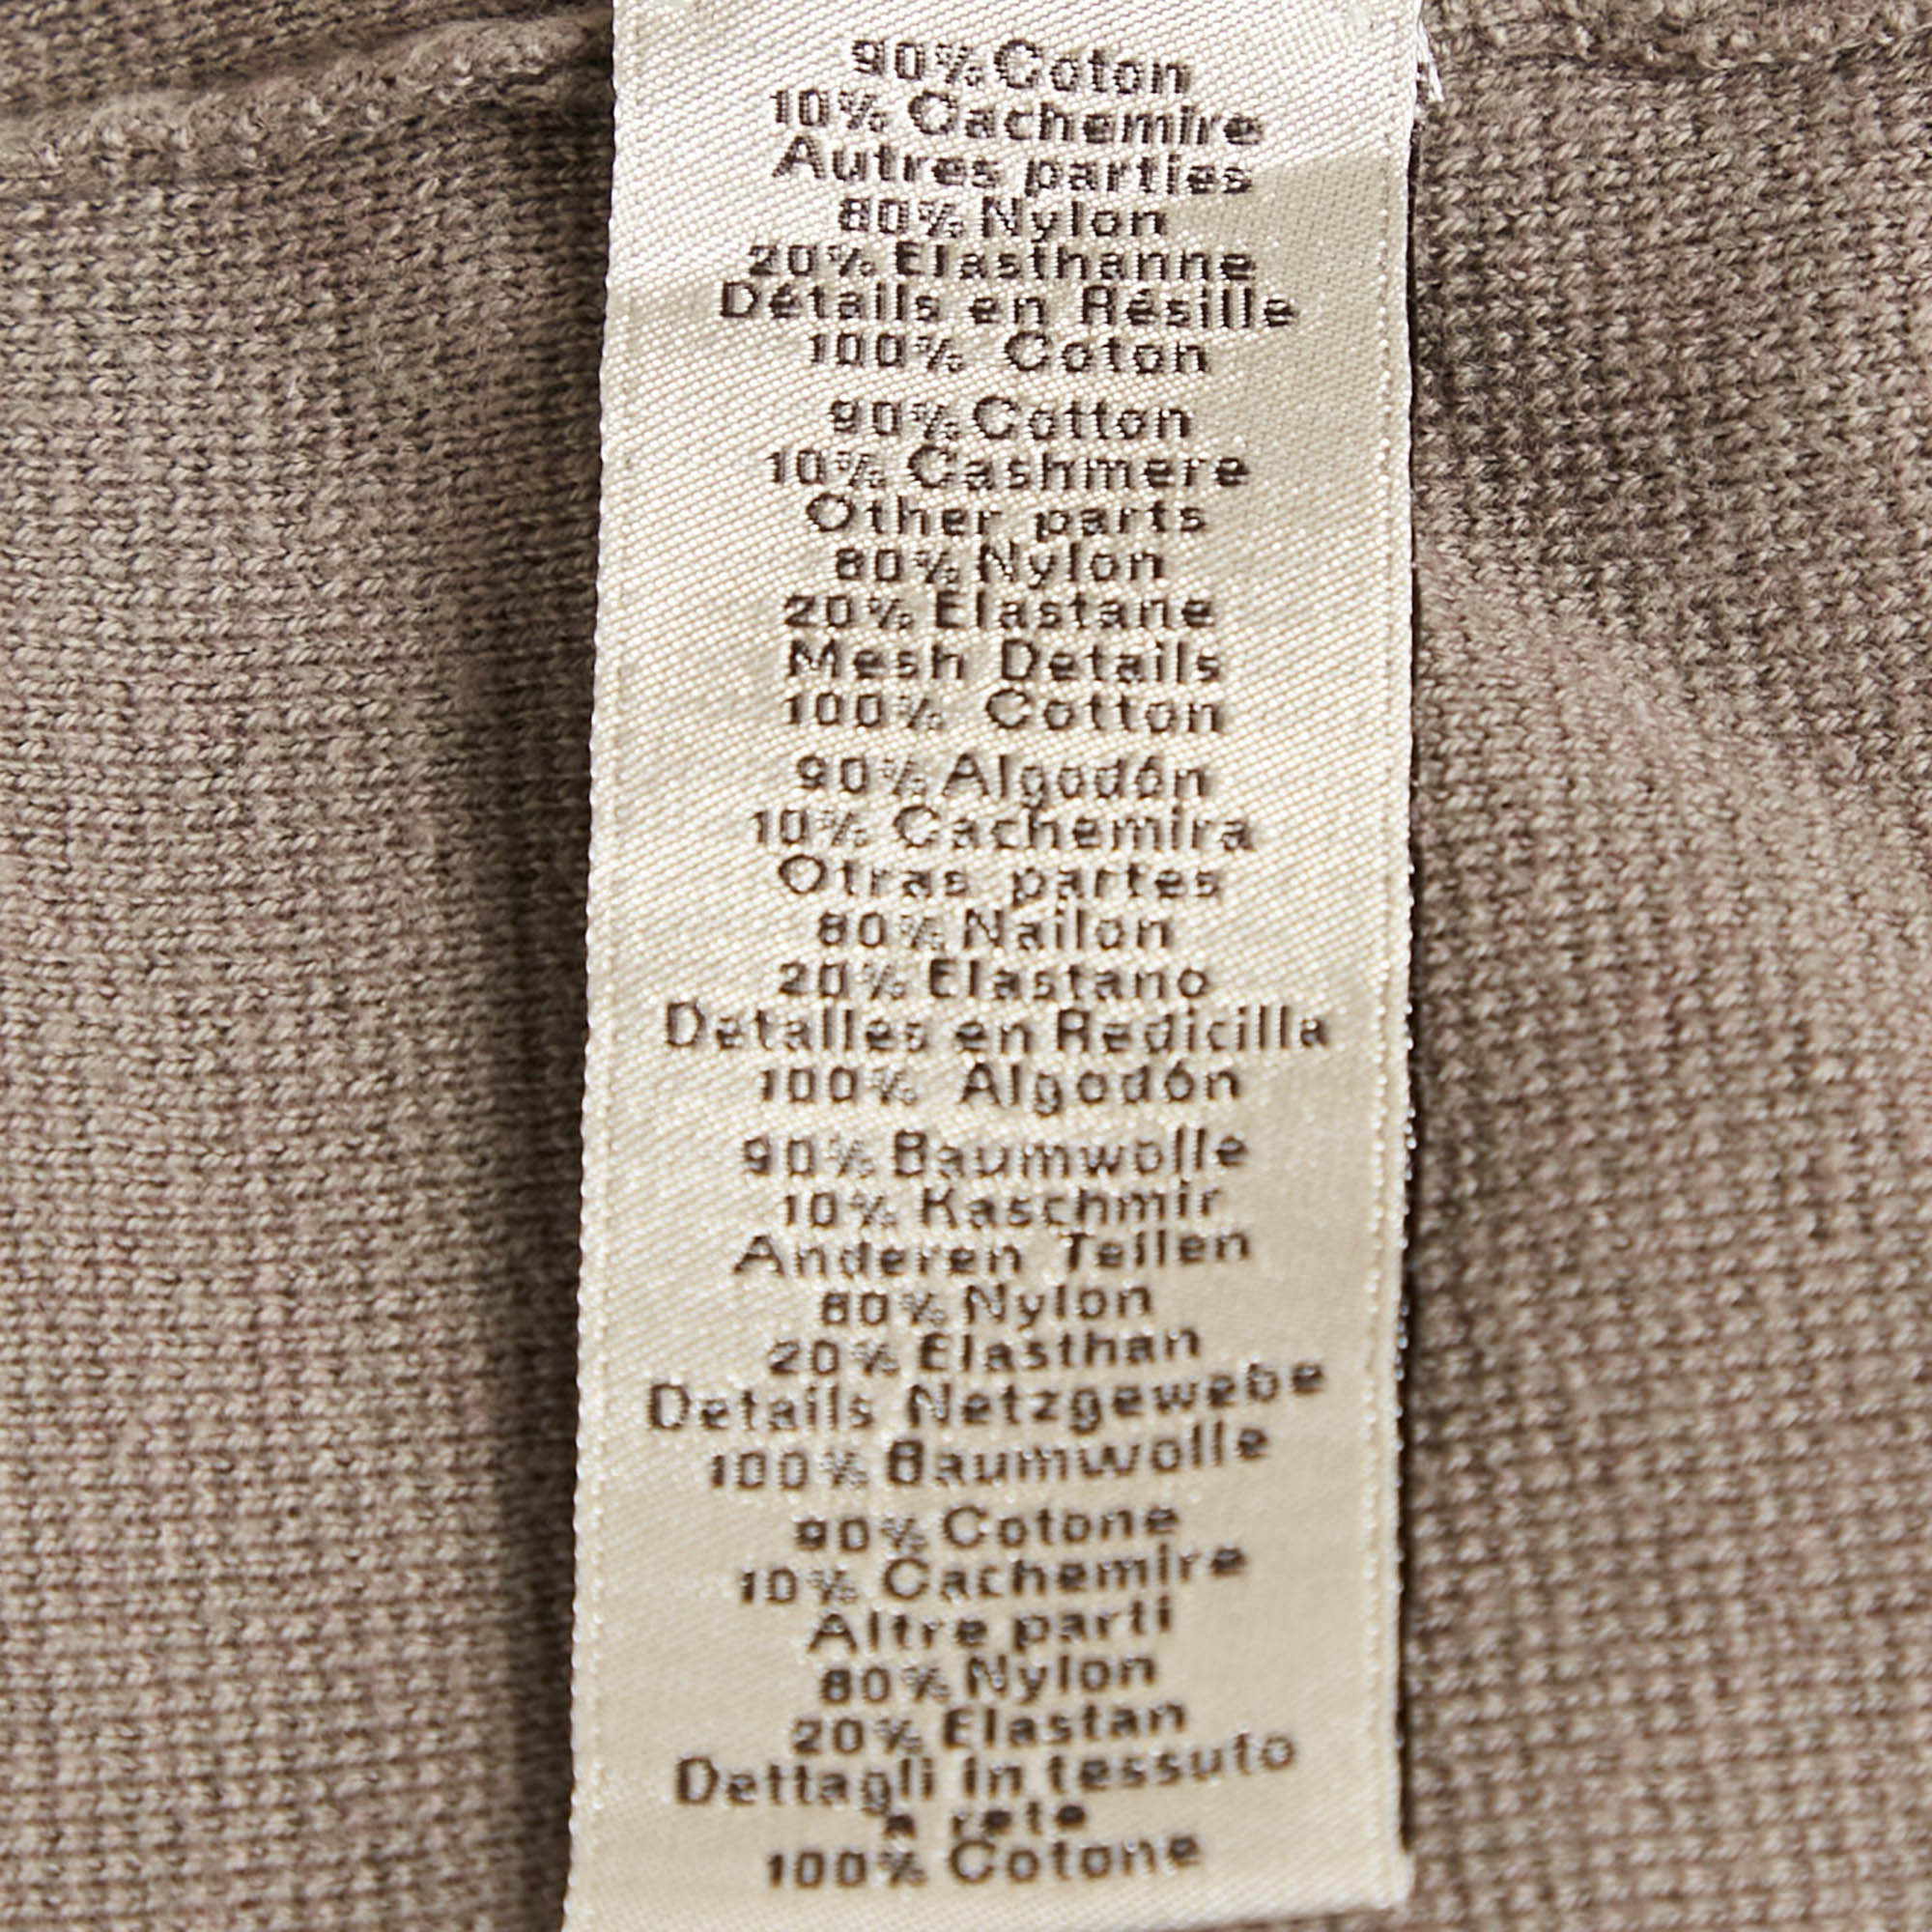 90% Coton
10% Cachemire
Autres parties
80% Nylon
20% Elasthanne
Détails en Résille
100% Coton
90% Cotton
10% Cashmere
Other parts
80% Nylon
20% Elastane
Mesh Details
100% Cotton
90% Algodón
10% Cachemira
Otras partes
80% Nailon
20% Elastano
Detalles en Redicilla
100% Algodón
90% Baumwolle
10% Kaschmir
Anderen Teilen
80% Nylon
20% Elasthan
Details Netzgewebe
100% Baumwolle
90% Cotone
10% Cachemire
Altre parti
80% Nylon
20% Elastan
Dettagli in tessuto
a rete
100% Cotone